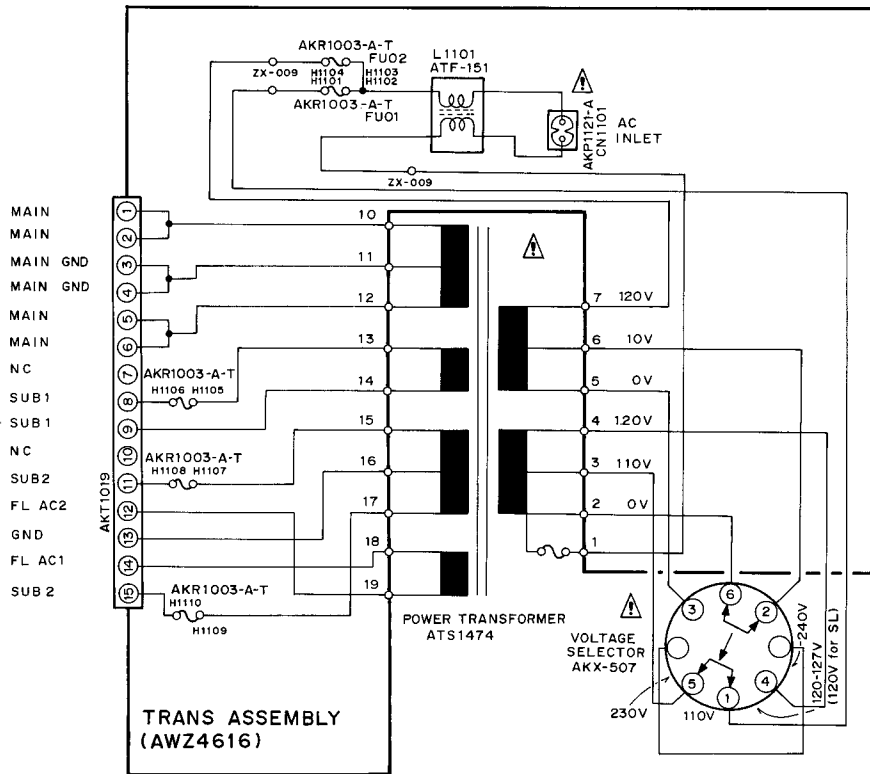 AKR1003-A-T
FU02
ZX-009
H1104
H1101
H1103
H1102
AKR1003-A-T
FU01
L1101
ATF-151
AKP1121-A
CN1101
AC
INLET
ZX-009
MAIN
MAIN
MAIN GND
MAIN GND
MAIN
MAIN
NC
SUB1
SUB1
NC
SUB2
FL AC2
GND
FL AC1
SUB 2
1
2
3
4
5
6
7
8
9
10
11
12
13
14
15
AKT1019
AKR1003-A-T
H1106 H1105
AKR1003-A-T
H1108 H1107
AKR1003-A-T
H1110
H1109
10
11
12
13
14
15
16
17
18
19
7 120V
6 10V
5 0V
4 120V
3 110V
2 0V
1
POWER TRANSFORMER
ATS1474
VOLTAGE
SELECTOR
AKX-507
3
6
2
5
1
4
230V
110V
240V
120-127V
(120V for SL)
TRANS ASSEMBLY
(AWZ4616)